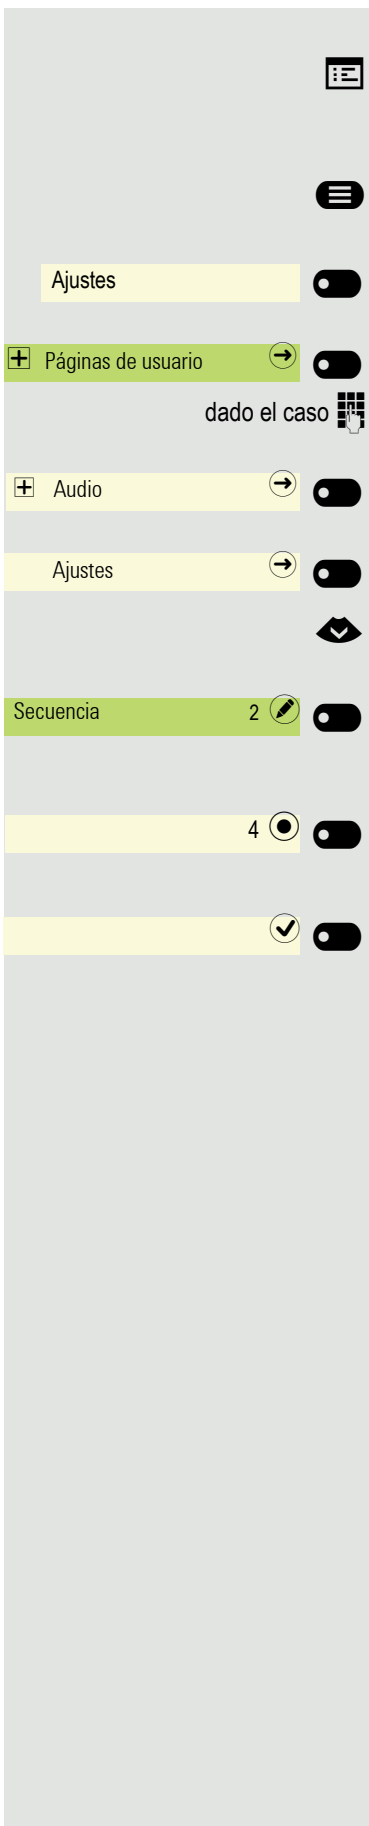 Ajustes
Páginas de usuario
dado el caso
Audio
Ajustes
Secuencia 2
4